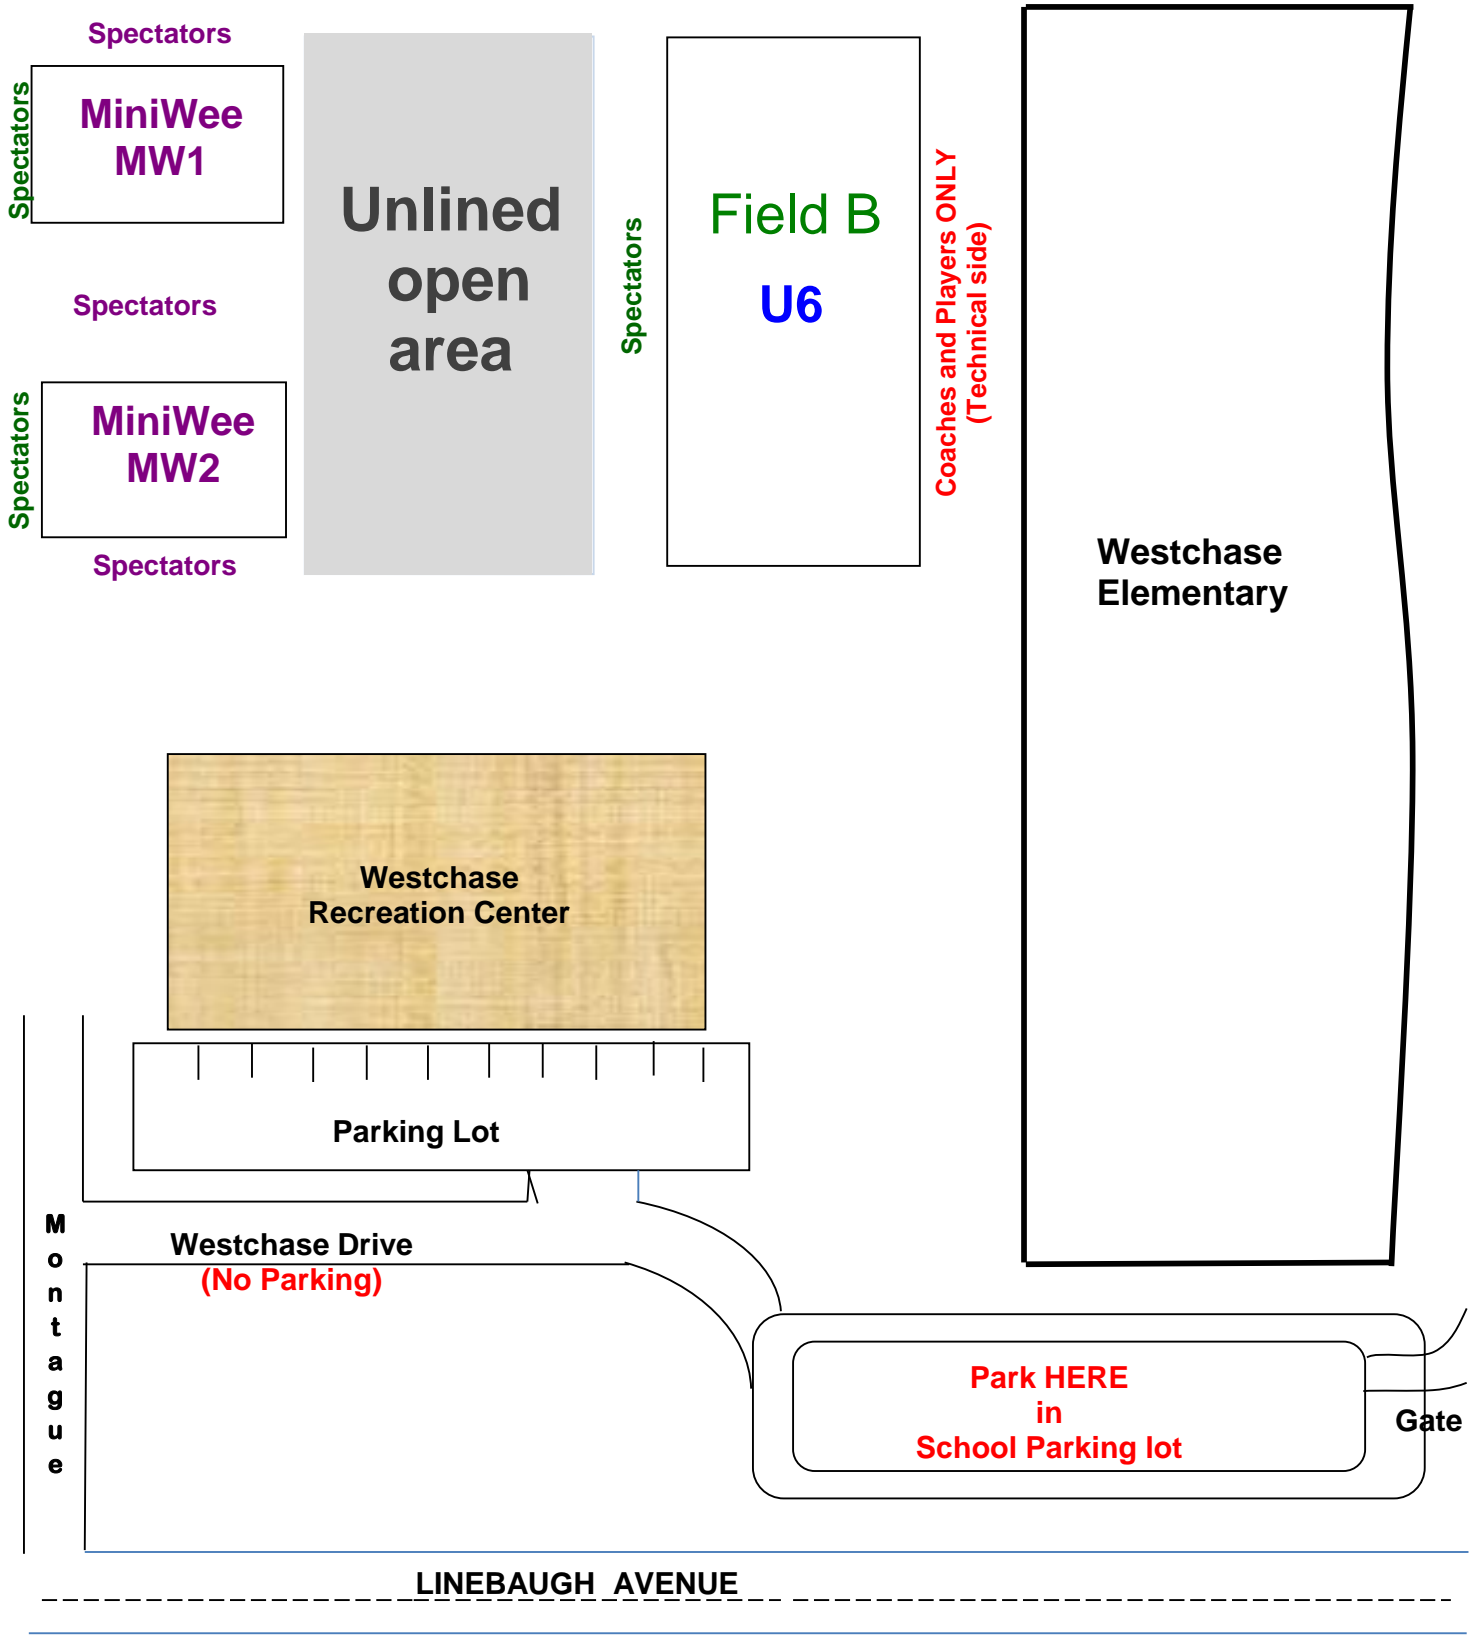 Spectators
Spectators
MiniWee
MW1
Unlined
open
area
Spectators
Field B
U6
Coaches and Players ONLY
(Technical side)
Spectators
Spectators
MiniWee
MW2
Spectators
Westchase
Elementary
Westchase
Recreation Center
Parking Lot
Montague
Westchase Drive
(No Parking)
Park HERE
in
School Parking lot
Gate
LINEBAUGH AVENUE